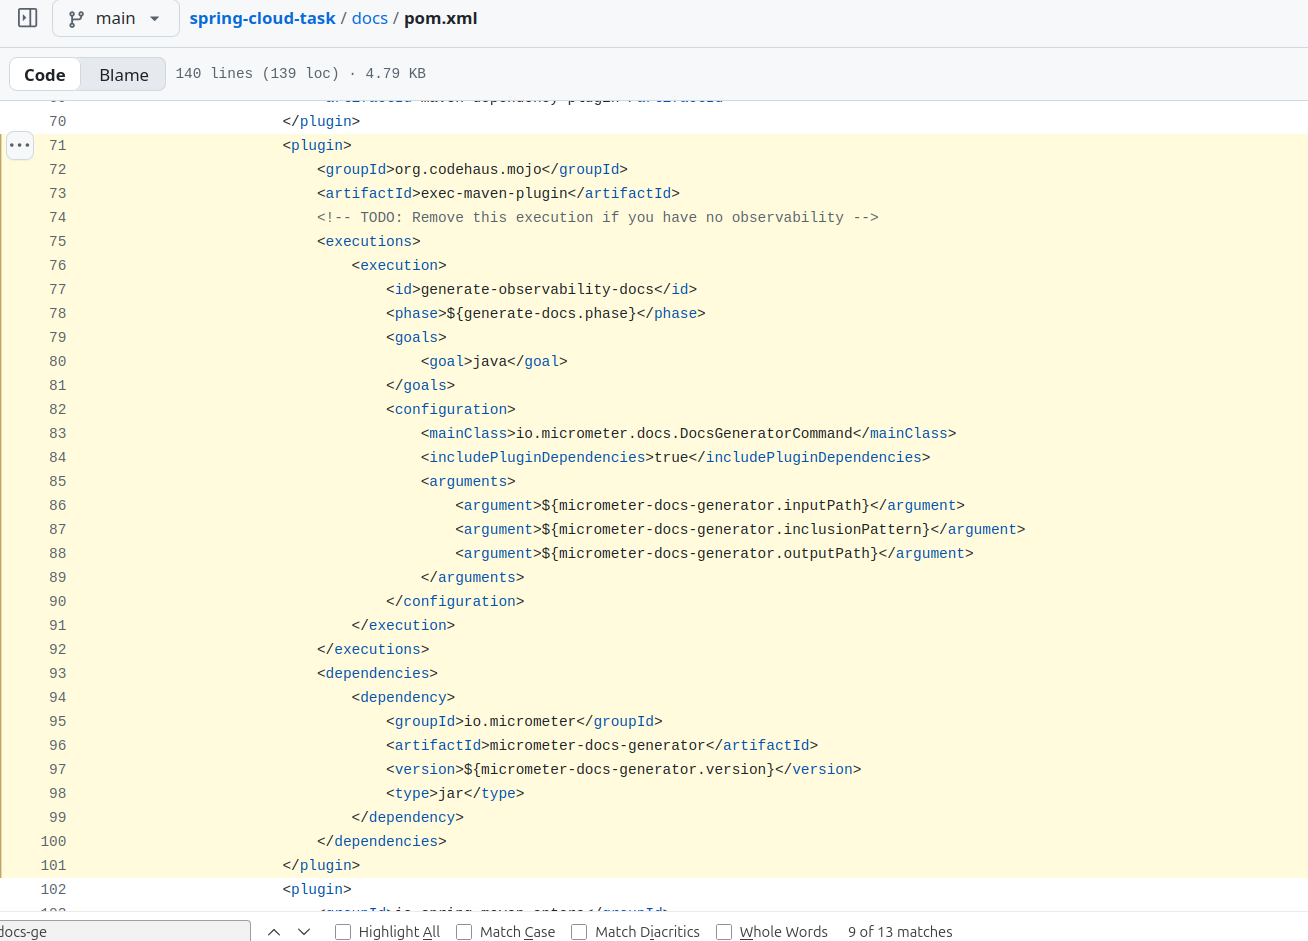 main
spring-cloud-task / docs / pom.xml
Code Blame 140 lines (139 loc) · 4.79 KB
70 </plugin>
71 <plugin>
72 <groupId>org.codehaus.mojo</groupId>
73 <artifactId>exec-maven-plugin</artifactId>
74 <!-- TODO: Remove this execution if you have no observability -->
75 <executions>
76 <execution>
77 <id>generate-observability-docs</id>
78 <phase>${generate-docs.phase}</phase>
79 <goals>
80 <goal>java</goal>
81 </goals>
82 <configuration>
83 <mainClass>io.micrometer.docs.DocsGeneratorCommand</mainClass>
84 <includePluginDependencies>true</includePluginDependencies>
85 <arguments>
86 <argument>${micrometer-docs-generator.inputPath}</argument>
87 <argument>${micrometer-docs-generator.inclusionPattern}</argument>
88 <argument>${micrometer-docs-generator.outputPath}</argument>
89 </arguments>
90 </configuration>
91 </execution>
92 </executions>
93 <dependencies>
94 <dependency>
95 <groupId>io.micrometer</groupId>
96 <artifactId>micrometer-docs-generator</artifactId>
97 <version>${micrometer-docs-generator.version}</version>
98 <type>jar</type>
99 </dependency>
100 </dependencies>
101 </plugin>
102 <plugin>
docs-ge Highlight All Match Case Match Diacritics Whole Words 9 of 13 matches